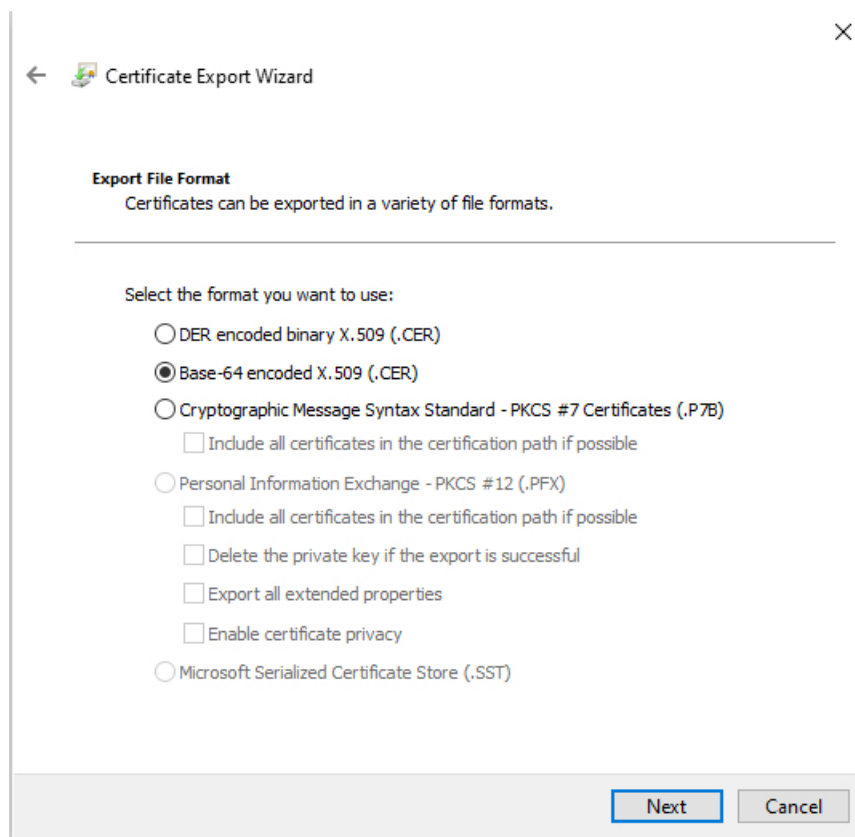 Certificate Export Wizard
Export File Format
Certificates can be exported in a variety of file formats.
Select the format you want to use:
DER encoded binary X.509 (.CER)
Base-64 encoded X.509 (.CER)
Cryptographic Message Syntax Standard - PKCS #7 Certificates (.P7B)
Include all certificates in the certification path if possible
Personal Information Exchange - PKCS #12 (.PFX)
Include all certificates in the certification path if possible
Delete the private key if the export is successful
Export all extended properties
Enable certificate privacy
Microsoft Serialized Certificate Store (.SST)
Next Cancel